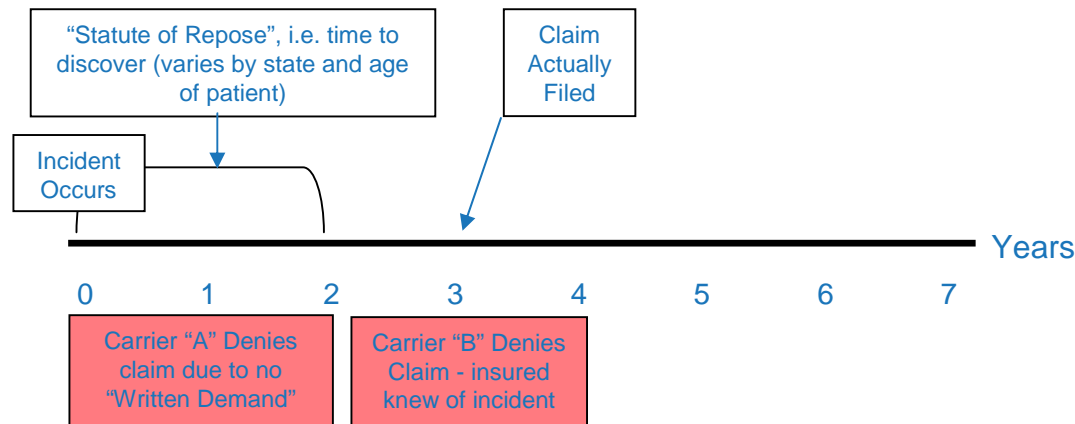 “Statute of Repose”, i.e. time to
discover (varies by state and age
of patient)
Claim
Actually
Filed
Incident
Occurs
Years
0 1 2 3 4 5 6 7
Carrier “A” Denies
claim due to no
“Written Demand”
Carrier “B” Denies
Claim - insured
knew of incident